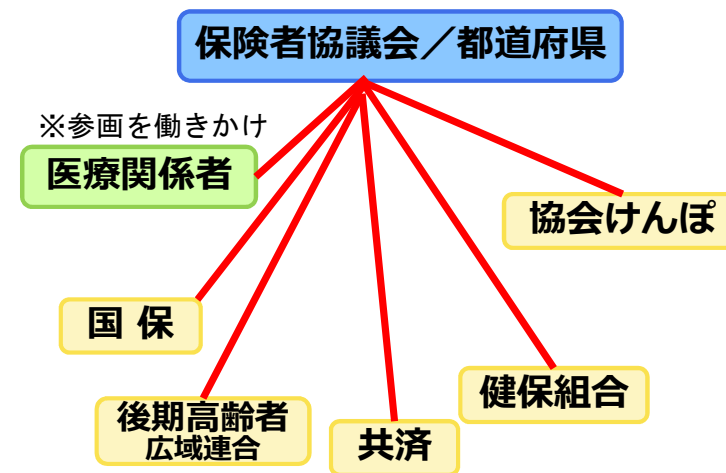 保険者協議会／都道府県
※参画を働きかけ
医療関係者
協会けんぽ
国 保
健保組合
後期高齢者
広域連合
共済